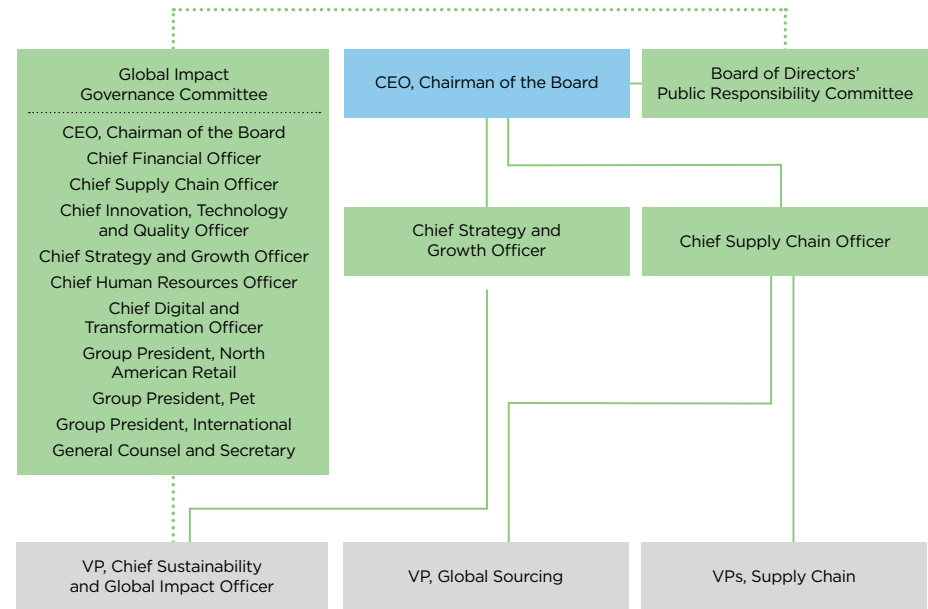 Global Impact
Governance Committee
CEO, Chairman of the Board
Chief Financial Officer
Chief Supply Chain Officer
Chief Innovation, Technology
and Quality Officer
Chief Strategy and Growth Officer
Chief Human Resources Officer
Chief Digital and
Transformation Officer
Group President, North
American Retail
Group President, Pet
Group President, International
General Counsel and Secretary
CEO, Chairman of the Board
Board of Directors’
Public Responsibility Committee
Chief Strategy and
Growth Officer
Chief Supply Chain Officer
VP, Chief Sustainability
and Global Impact Officer
VP, Global Sourcing
VPs, Supply Chain